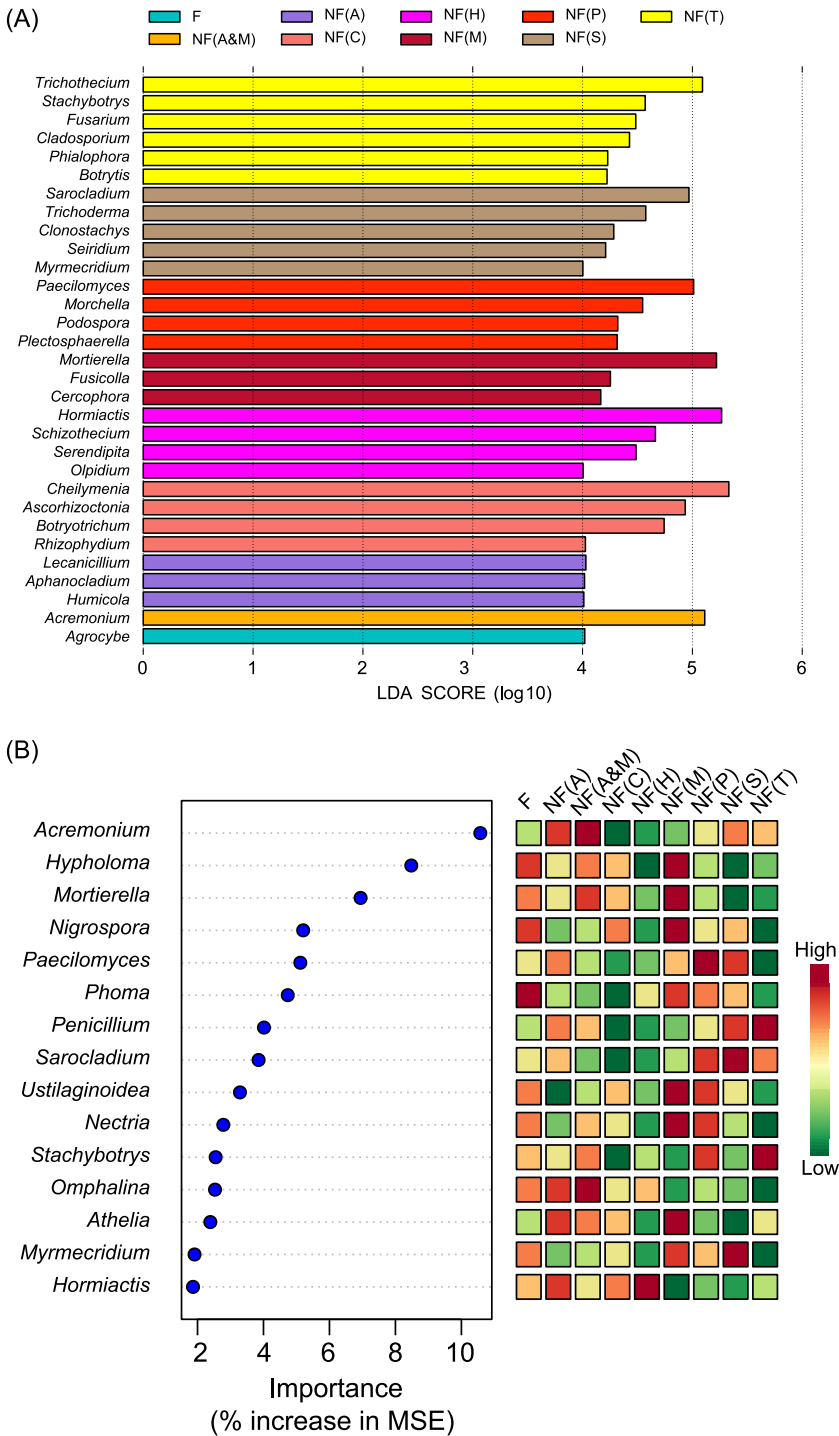 (A)
F NF(A) NF(H) NF(P) NF(T)
NF(A&M) NF(C) NF(M) NF(S)
Trichothecium
Stachybotrys
Fusarium
Cladosporium
Phialophora
Botrytis
Sarocladium
Trichoderma
Clonostachys
Seiridium
Myrmecridium
Paecilomyces
Morchella
Podospora
Plectosphaerella
Mortierella
Fusicolla
Cercophora
Hormiactis
Schizothecium
Serendipita
Olpidium
Cheilymenia
Ascorhizoctonia
Botryotrichum
Rhizophydium
Lecanicillium
Aphanocladium
Humicola
Acremonium
Agrocybe
0 1 2 3 4 5 6
LDA SCORE (log10)
(B)
F NF(A) NF(A&M) NF(C) NF(H) NF(M) NF(P) NF(S) NF(T)
Acremonium
Hypholoma
Mortierella
Nigrospora
Paecilomyces
Phoma
Penicillium
Sarocladium
Ustilaginoidea
Nectria
Stachybotrys
Omphalina
Athelia
Myrmecridium
Hormiactis
High
Low
2 4 6 8 10
Importance
(% increase in MSE)